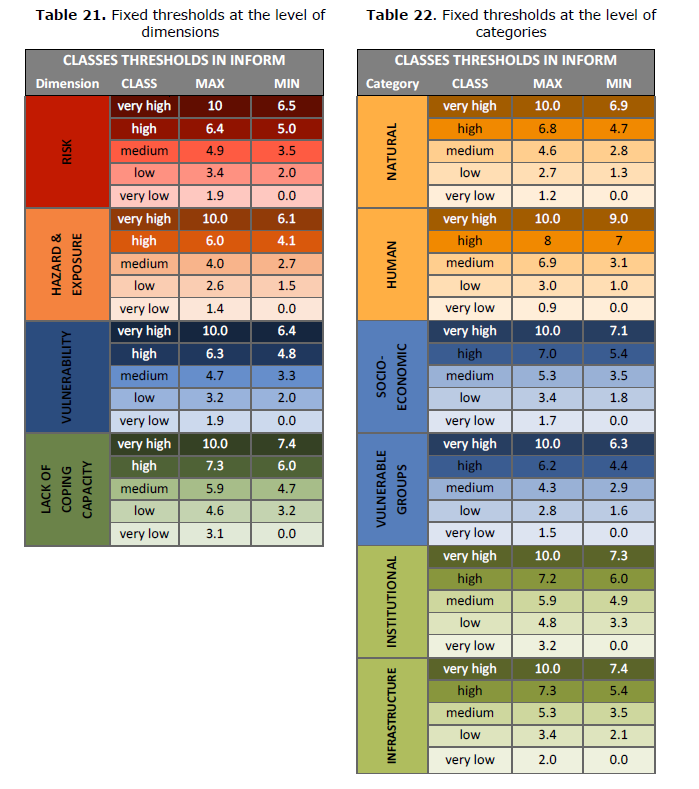 Table 21. Fixed thresholds at the level of
dimensions
CLASSES THRESHOLDS IN INFORM
Dimension CLASS MAX MIN
RISK
very high 10 6.5
high 6.4 5.0
medium 4.9 3.5
low 3.4 2.0
very low 1.9 0.0
HAZARD &
EXPOSURE
very high 10.0 6.1
high 6.0 4.1
medium 4.0 2.7
low 2.6 1.5
very low 1.4 0.0
VULNERABILITY
very high 10.0 6.4
high 6.3 4.8
medium 4.7 3.3
low 3.2 2.0
very low 1.9 0.0
LACK OF
COPING
CAPACITY
very high 10.0 7.4
high 7.3 6.0
medium 5.9 4.7
low 4.6 3.2
very low 3.1 0.0
Table 22. Fixed thresholds at the level of
categories
CLASSES THRESHOLDS IN INFORM
Category CLASS MAX MIN
NATURAL
very high 10.0 6.9
high 6.8 4.7
medium 4.6 2.8
low 2.7 1.3
very low 1.2 0.0
HUMAN
very high 10.0 9.0
high 8 7
medium 6.9 3.1
low 3.0 1.0
very low 0.9 0.0
SOCIO-
ECONOMIC
very high 10.0 7.1
high 7.0 5.4
medium 5.3 3.5
low 3.4 1.8
very low 1.7 0.0
VULNERABLE
GROUPS
very high 10.0 6.3
high 6.2 4.4
medium 4.3 2.9
low 2.8 1.6
very low 1.5 0.0
INSTITUTIONAL
very high 10.0 7.3
high 7.2 6.0
medium 5.9 4.9
low 4.8 3.3
very low 3.2 0.0
INFRASTRUCTURE
very high 10.0 7.4
high 7.3 5.4
medium 5.3 3.5
low 3.4 2.1
very low 2.0 0.0